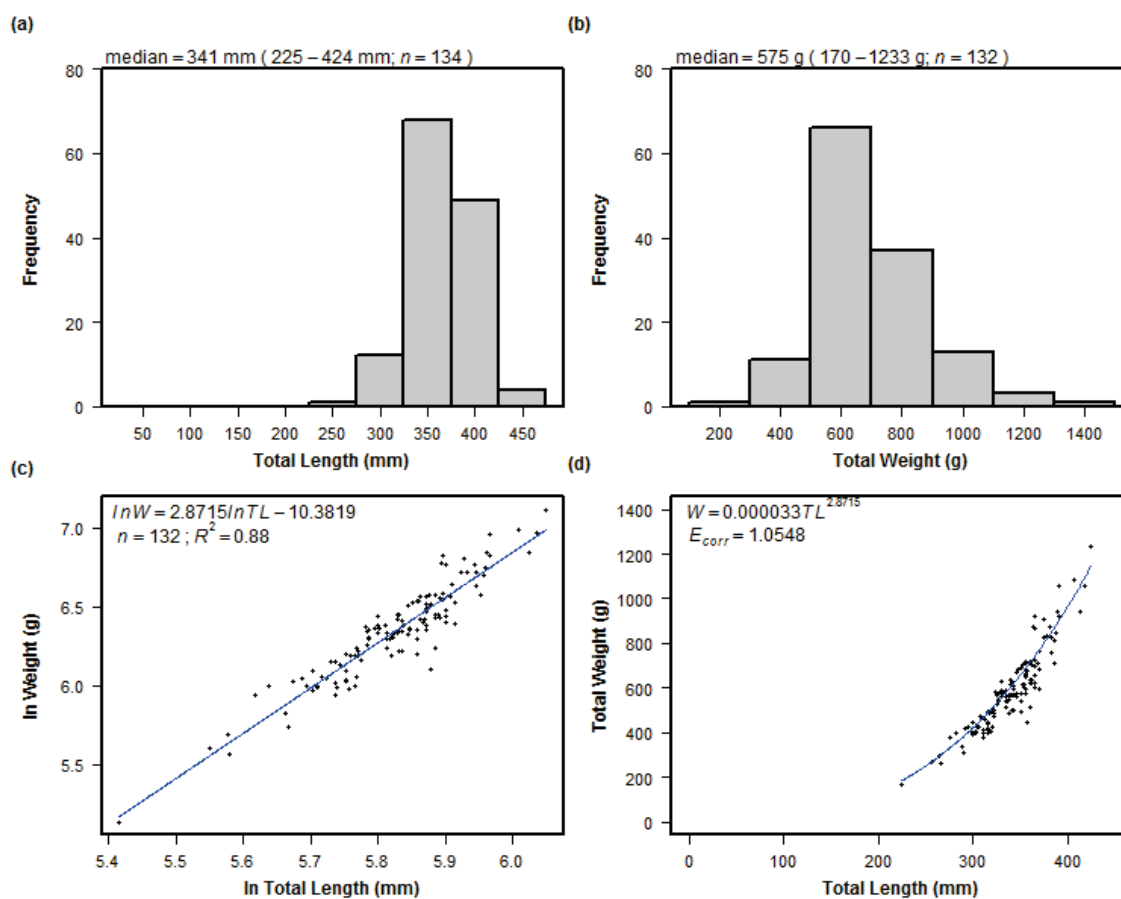 (a)
median = 341 mm ( 225 – 424 mm; n = 134 )
80
60
40
20
0
Frequency
50 100 150 200 250 300 350 400 450
Total Length (mm)
(b)
median = 575 g ( 170 – 1233 g; n = 132 )
80
60
40
20
0
Frequency
200 400 600 800 1000 1200 1400
Total Weight (g)
(c)
lnW = 2.8715lnTL – 10.3819
n = 132 ; R² = 0.88
7.0
6.5
6.0
5.5
ln Weight (g)
5.4 5.5 5.6 5.7 5.8 5.9 6.0
ln Total Length (mm)
(d)
W = 0.000033TL^2.8715
E_corr = 1.0548
1400
1200
1000
800
600
400
200
0
Total Weight (g)
0 100 200 300 400
Total Length (mm)